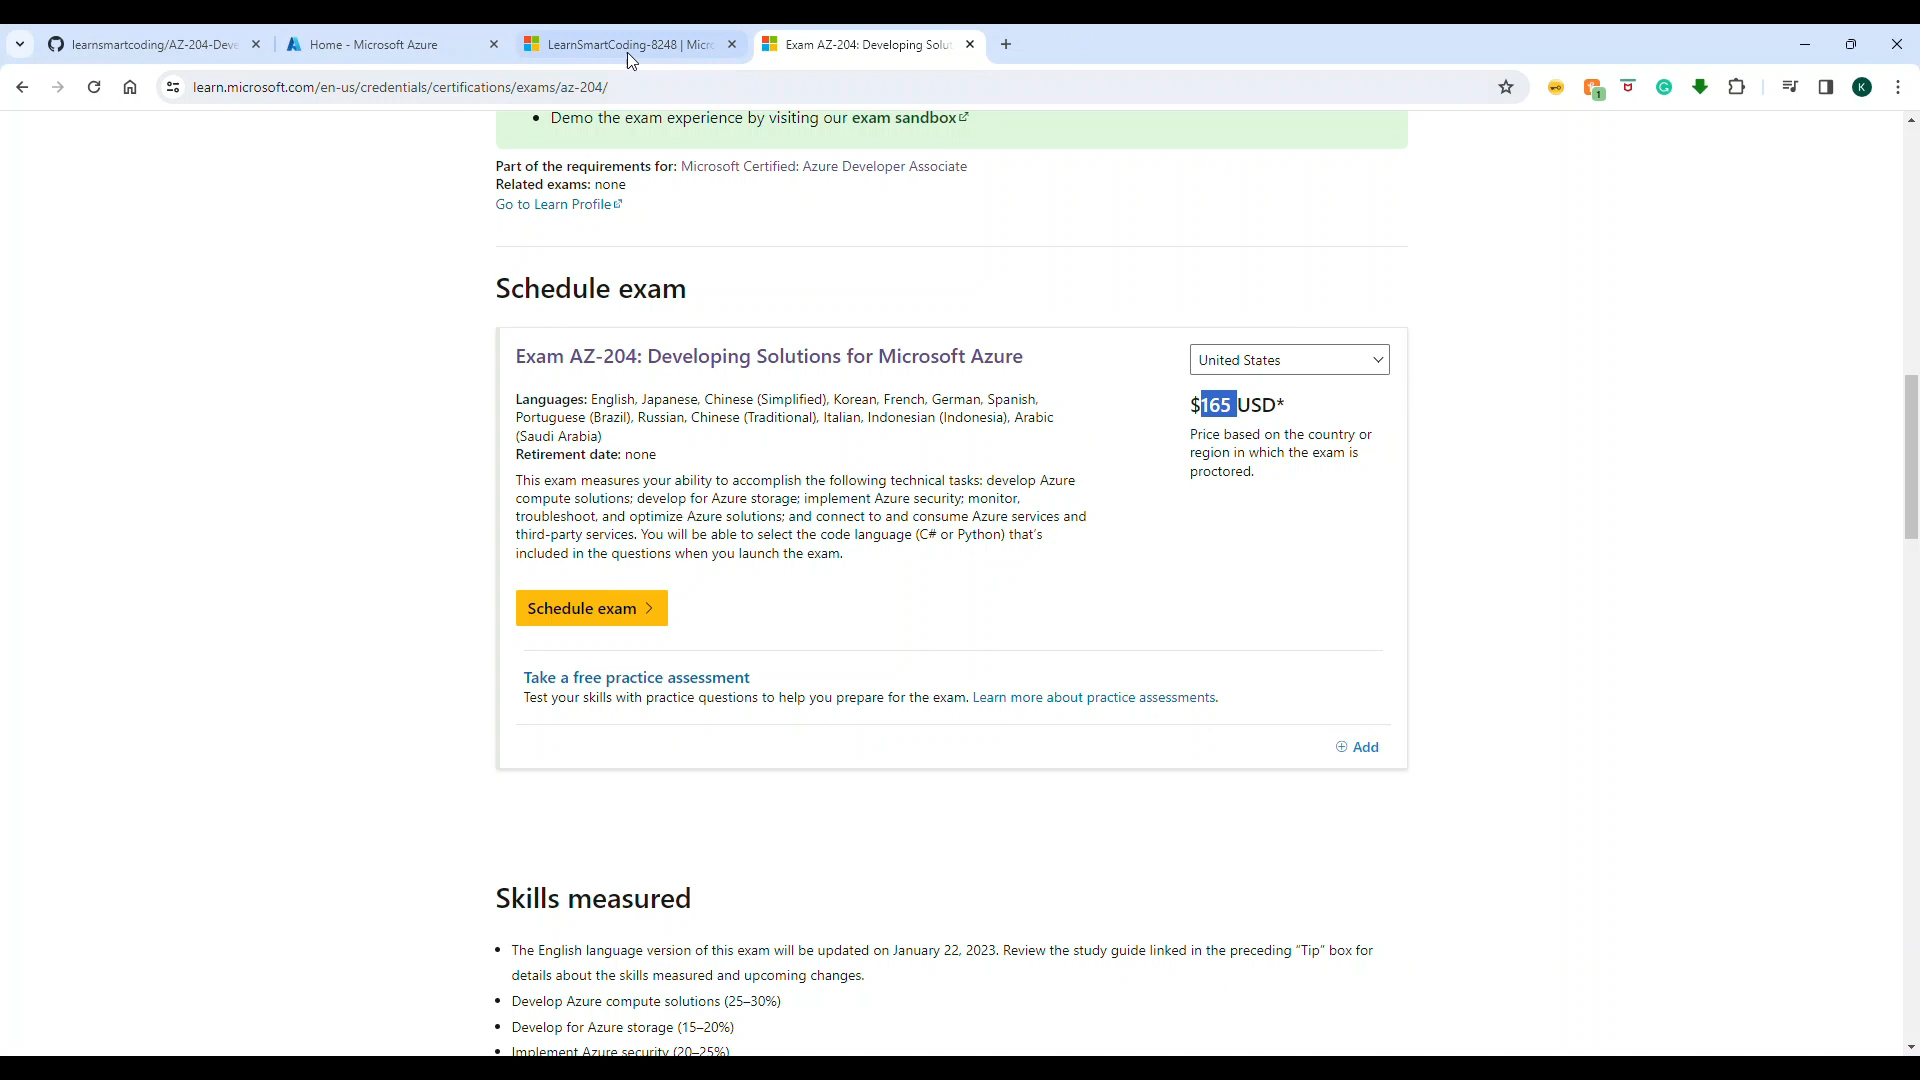 learnsmartcoding/AZ-204-Deve
Home - Microsoft Azure
LearnSmartCoding-8248 | Micro
Exam AZ-204: Developing Solut
learn.microsoft.com/en-us/credentials/certifications/exams/az-204/
1
K
• Demo the exam experience by visiting our exam sandbox
Part of the requirements for: Microsoft Certified: Azure Developer Associate
Related exams: none
Go to Learn Profile
Schedule exam
Exam AZ-204: Developing Solutions for Microsoft Azure
United States
Languages: English, Japanese, Chinese (Simplified), Korean, French, German, Spanish,
Portuguese (Brazil), Russian, Chinese (Traditional), Italian, Indonesian (Indonesia), Arabic
(Saudi Arabia)
Retirement date: none
$165 USD*
Price based on the country or
region in which the exam is
proctored.
This exam measures your ability to accomplish the following technical tasks: develop Azure
compute solutions; develop for Azure storage; implement Azure security; monitor,
troubleshoot, and optimize Azure solutions; and connect to and consume Azure services and
third-party services. You will be able to select the code language (C# or Python) that's
included in the questions when you launch the exam.
Schedule exam
Take a free practice assessment
Test your skills with practice questions to help you prepare for the exam. Learn more about practice assessments.
Add
Skills measured
• The English language version of this exam will be updated on January 22, 2023. Review the study guide linked in the preceding “Tip” box for
details about the skills measured and upcoming changes.
• Develop Azure compute solutions (25–30%)
• Develop for Azure storage (15–20%)
• Implement Azure security (20–25%)